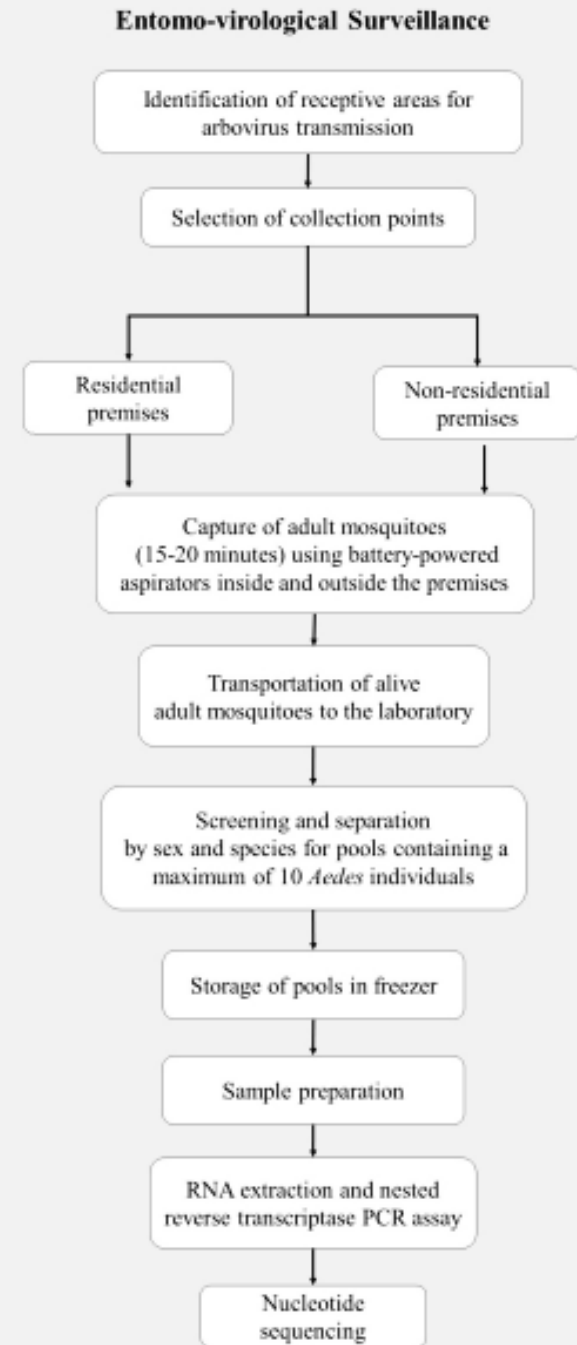 Entomo-virological Surveillance
Identification of receptive areas for
arbovirus transmission
Selection of collection points
Residential
premises
Non-residential
premises
Capture of adult mosquitoes
(15-20 minutes) using battery-powered
aspirators inside and outside the premises
Transportation of alive
adult mosquitoes to the laboratory
Screening and separation
by sex and species for pools containing a
maximum of 10 Aedes individuals
Storage of pools in freezer
Sample preparation
RNA extraction and nested
reverse transcriptase PCR assay
Nucleotide
sequencing